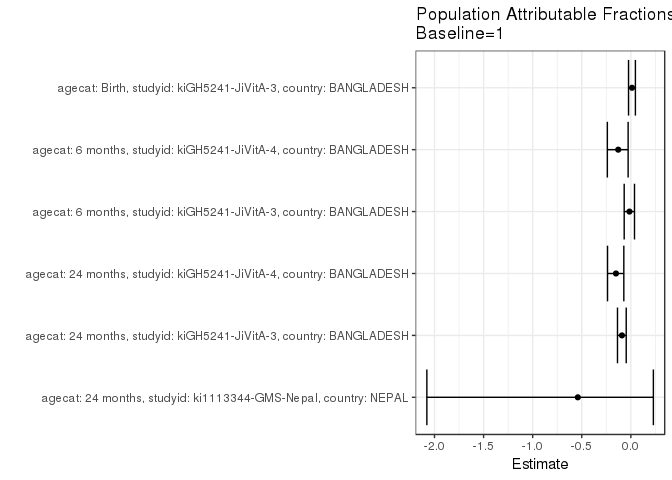 Population Attributable Fractions
Baseline=1
agecat: Birth, studyid: kiGH5241-JiVitA-3, country: BANGLADESH
agecat: 6 months, studyid: kiGH5241-JiVitA-4, country: BANGLADESH
agecat: 6 months, studyid: kiGH5241-JiVitA-3, country: BANGLADESH
agecat: 24 months, studyid: kiGH5241-JiVitA-4, country: BANGLADESH
agecat: 24 months, studyid: kiGH5241-JiVitA-3, country: BANGLADESH
agecat: 24 months, studyid: ki1113344-GMS-Nepal, country: NEPAL
-2.0 -1.5 -1.0 -0.5 0.0
Estimate